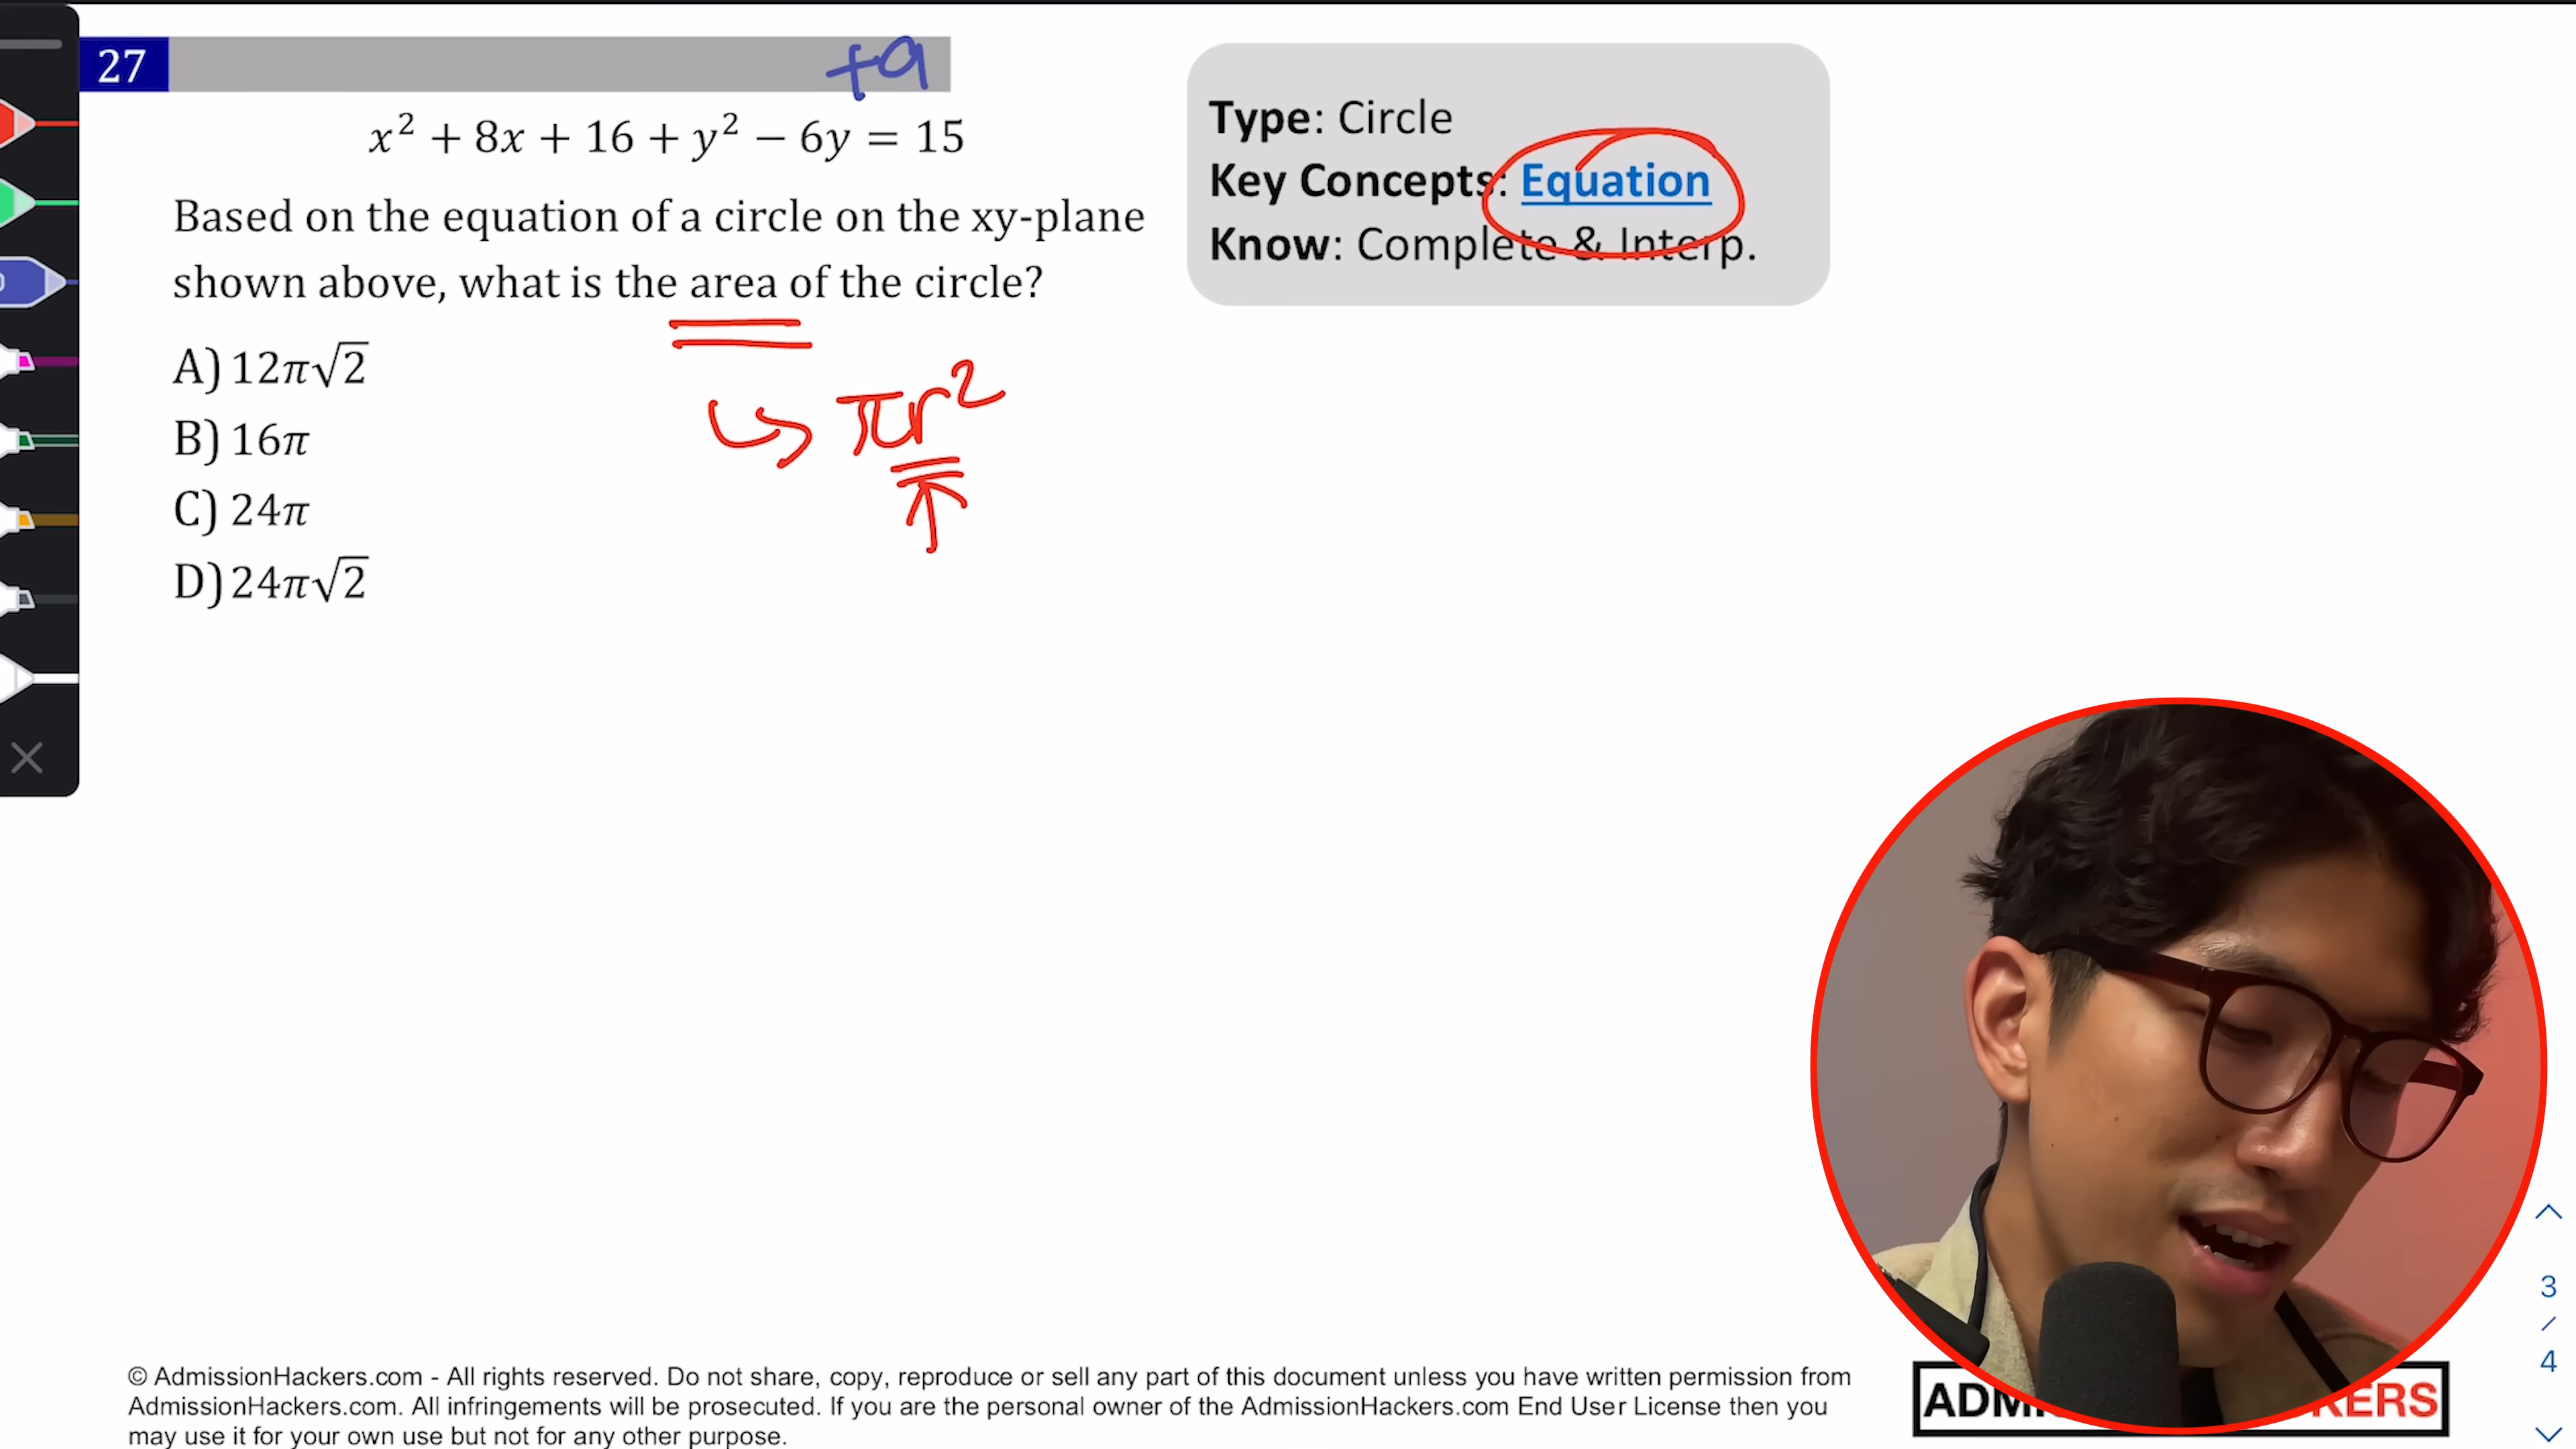 27
+9
x² + 8x + 16 + y² − 6y = 15
Based on the equation of a circle on the xy-plane
shown above, what is the area of the circle?
A) 12π√2
B) 16π
C) 24π
D) 24π√2
πr²
Type: Circle
Key Concepts: Equation
Know: Complete & Interp.
3
/
4
© AdmissionHackers.com - All rights reserved. Do not share, copy, reproduce or sell any part of this document unless you have written permission from
AdmissionHackers.com. All infringements will be prosecuted. If you are the personal owner of the AdmissionHackers.com End User License then you
may use it for your own use but not for any other purpose.